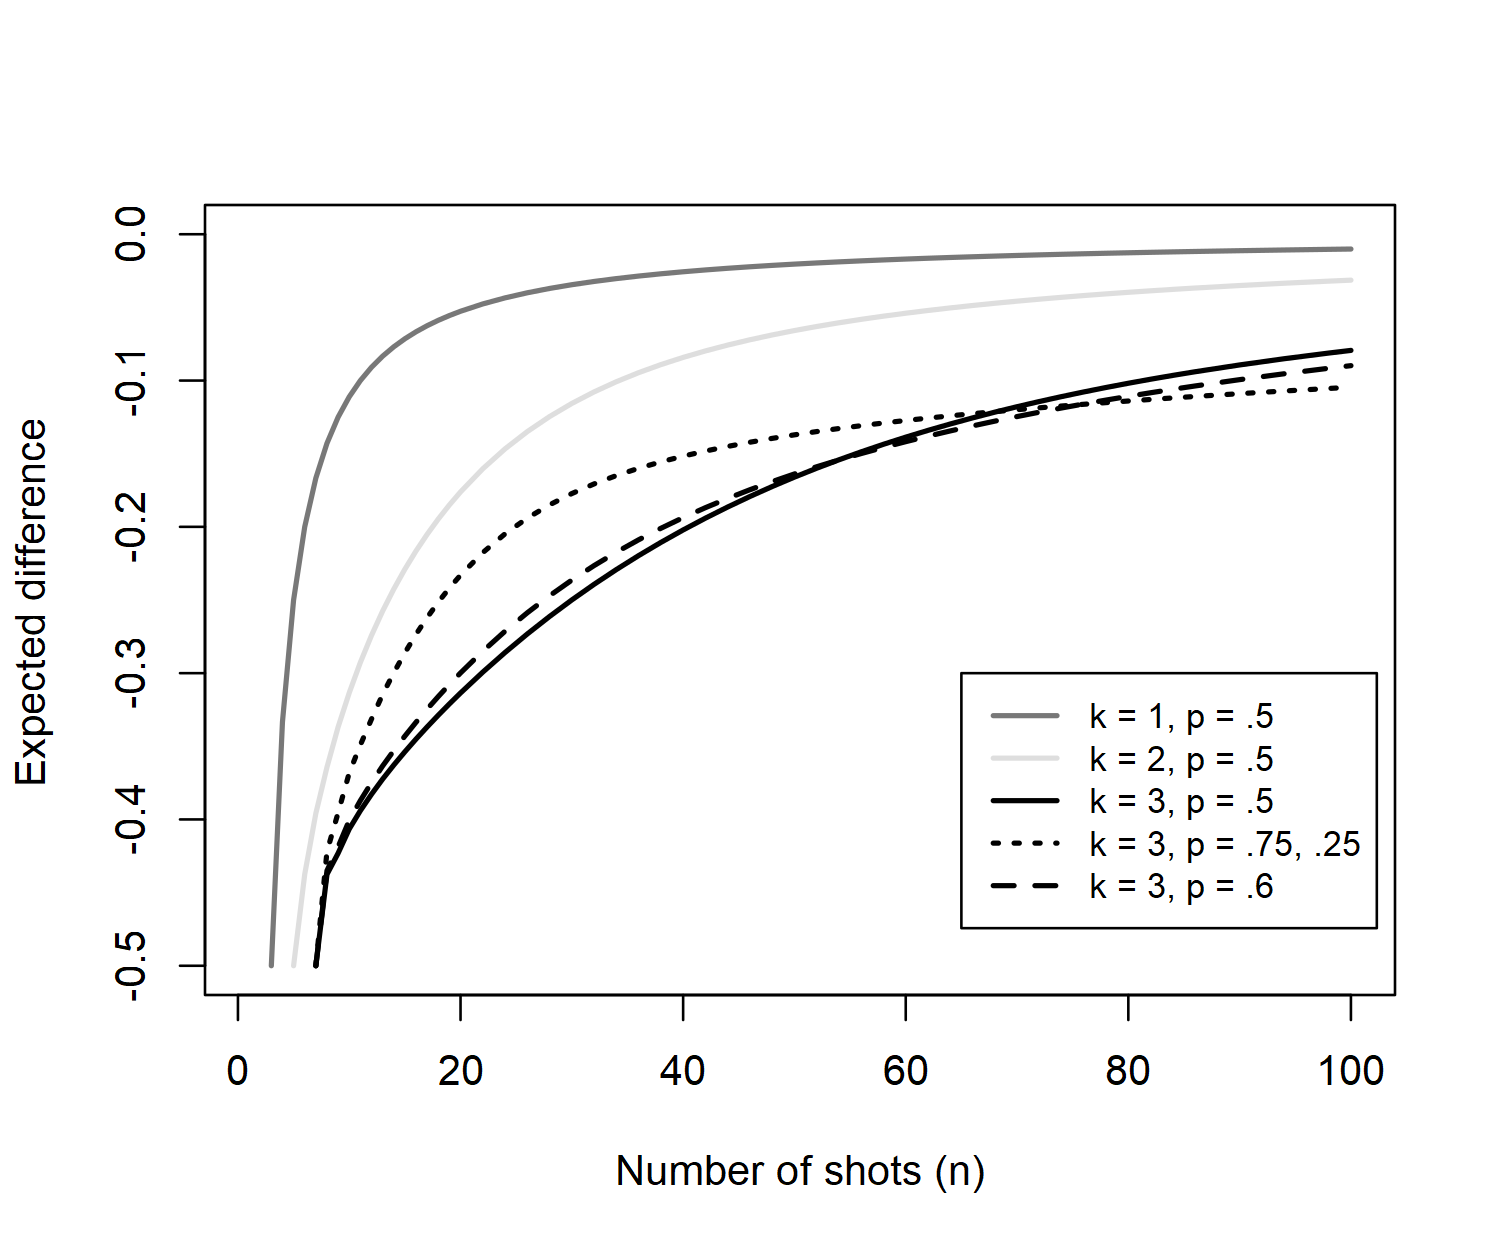 Expected difference
0.0
-0.1
-0.2
-0.3
-0.4
-0.5
k = 1, p = .5
k = 2, p = .5
k = 3, p = .5
k = 3, p = .75, .25
k = 3, p = .6
0 20 40 60 80 100
Number of shots (n)